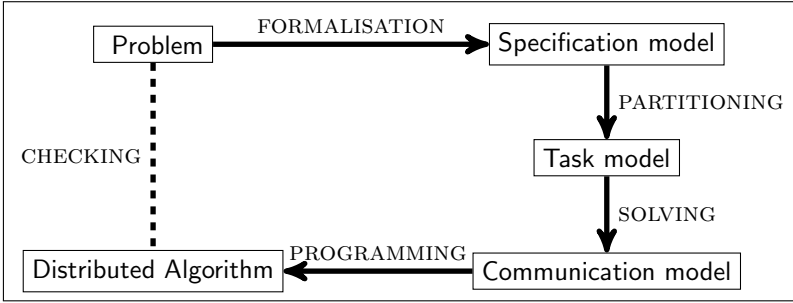 Problem
FORMALISATION
Specification model
PARTITIONING
Task model
CHECKING
SOLVING
Distributed Algorithm
PROGRAMMING
Communication model